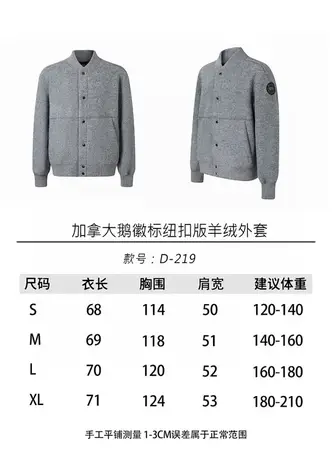 加拿大鹅徽标纽扣版羊绒外套
款号：D-219
尺码 衣长 胸围 肩宽 建议体重
S 68 114 50 120-140
M 69 118 51 140-160
L 70 120 52 160-180
XL 71 124 53 180-210
手工平铺测量 1-3CM误差属于正常范围